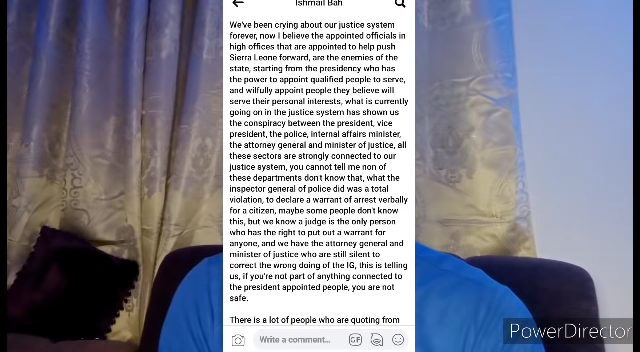 Ishmail Bah
We've been crying about our justice system
forever, now I believe the appointed officials in
high offices that are appointed to help push
Sierra Leone forward, are the enemies of the
state, starting from the presidency who has
the power to appoint qualified people to serve,
and wilfully appoint people they believe will
serve their personal interests, what is currently
going on in the justice system has shown us
the conspiracy between the president, vice
president, the police, internal affairs minister,
the attorney general and minister of justice, all
these sectors are strongly connected to our
justice system, you cannot tell me non of
these departments don't know that, what the
inspector general of police did was a total
violation, to declare a warrant of arrest verbally
for a citizen, maybe some people don't know
this, but we know a judge is the only person
who has the right to put out a warrant for
anyone, and we have the attorney general and
minister of justice who are still silent to
correct the wrong doing of the IG, this is telling
us, if you're not part of anything connected to
the president appointed people, you are not
safe.
There is a lot of people who are quoting from
Write a comment...
GIF
PowerDirector